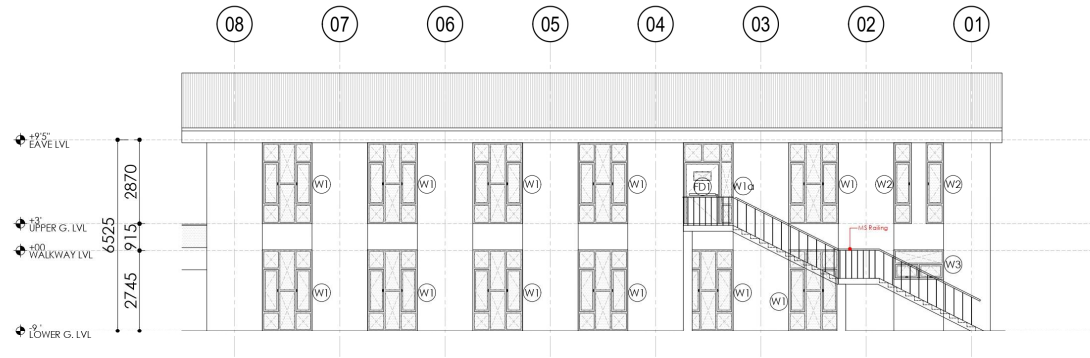 08 07 06 05 04 03 02 01
+9'5"
EAVE LVL
2870
W1 W1 W1 W1 FD1 W1a W1 W2 W2
+3'
UPPER G. LVL
6525
915
MS Railing
+00
WALKWAY LVL
W3
2745
W1 W1 W1 W1 W1 W1
-9'
LOWER G. LVL